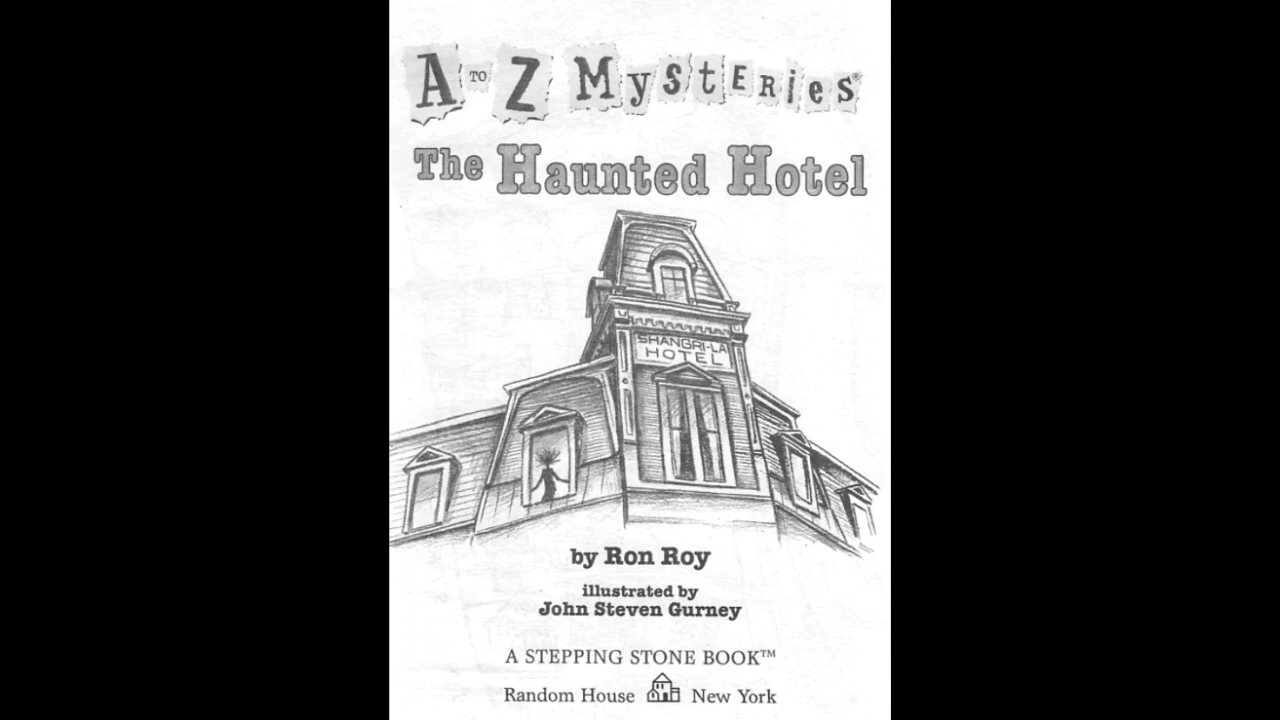 A TO Z MYSTERIES®
The Haunted Hotel
SHANGRI-LA
HOTEL
by Ron Roy
illustrated by
John Steven Gurney
A STEPPING STONE BOOK™
Random House New York